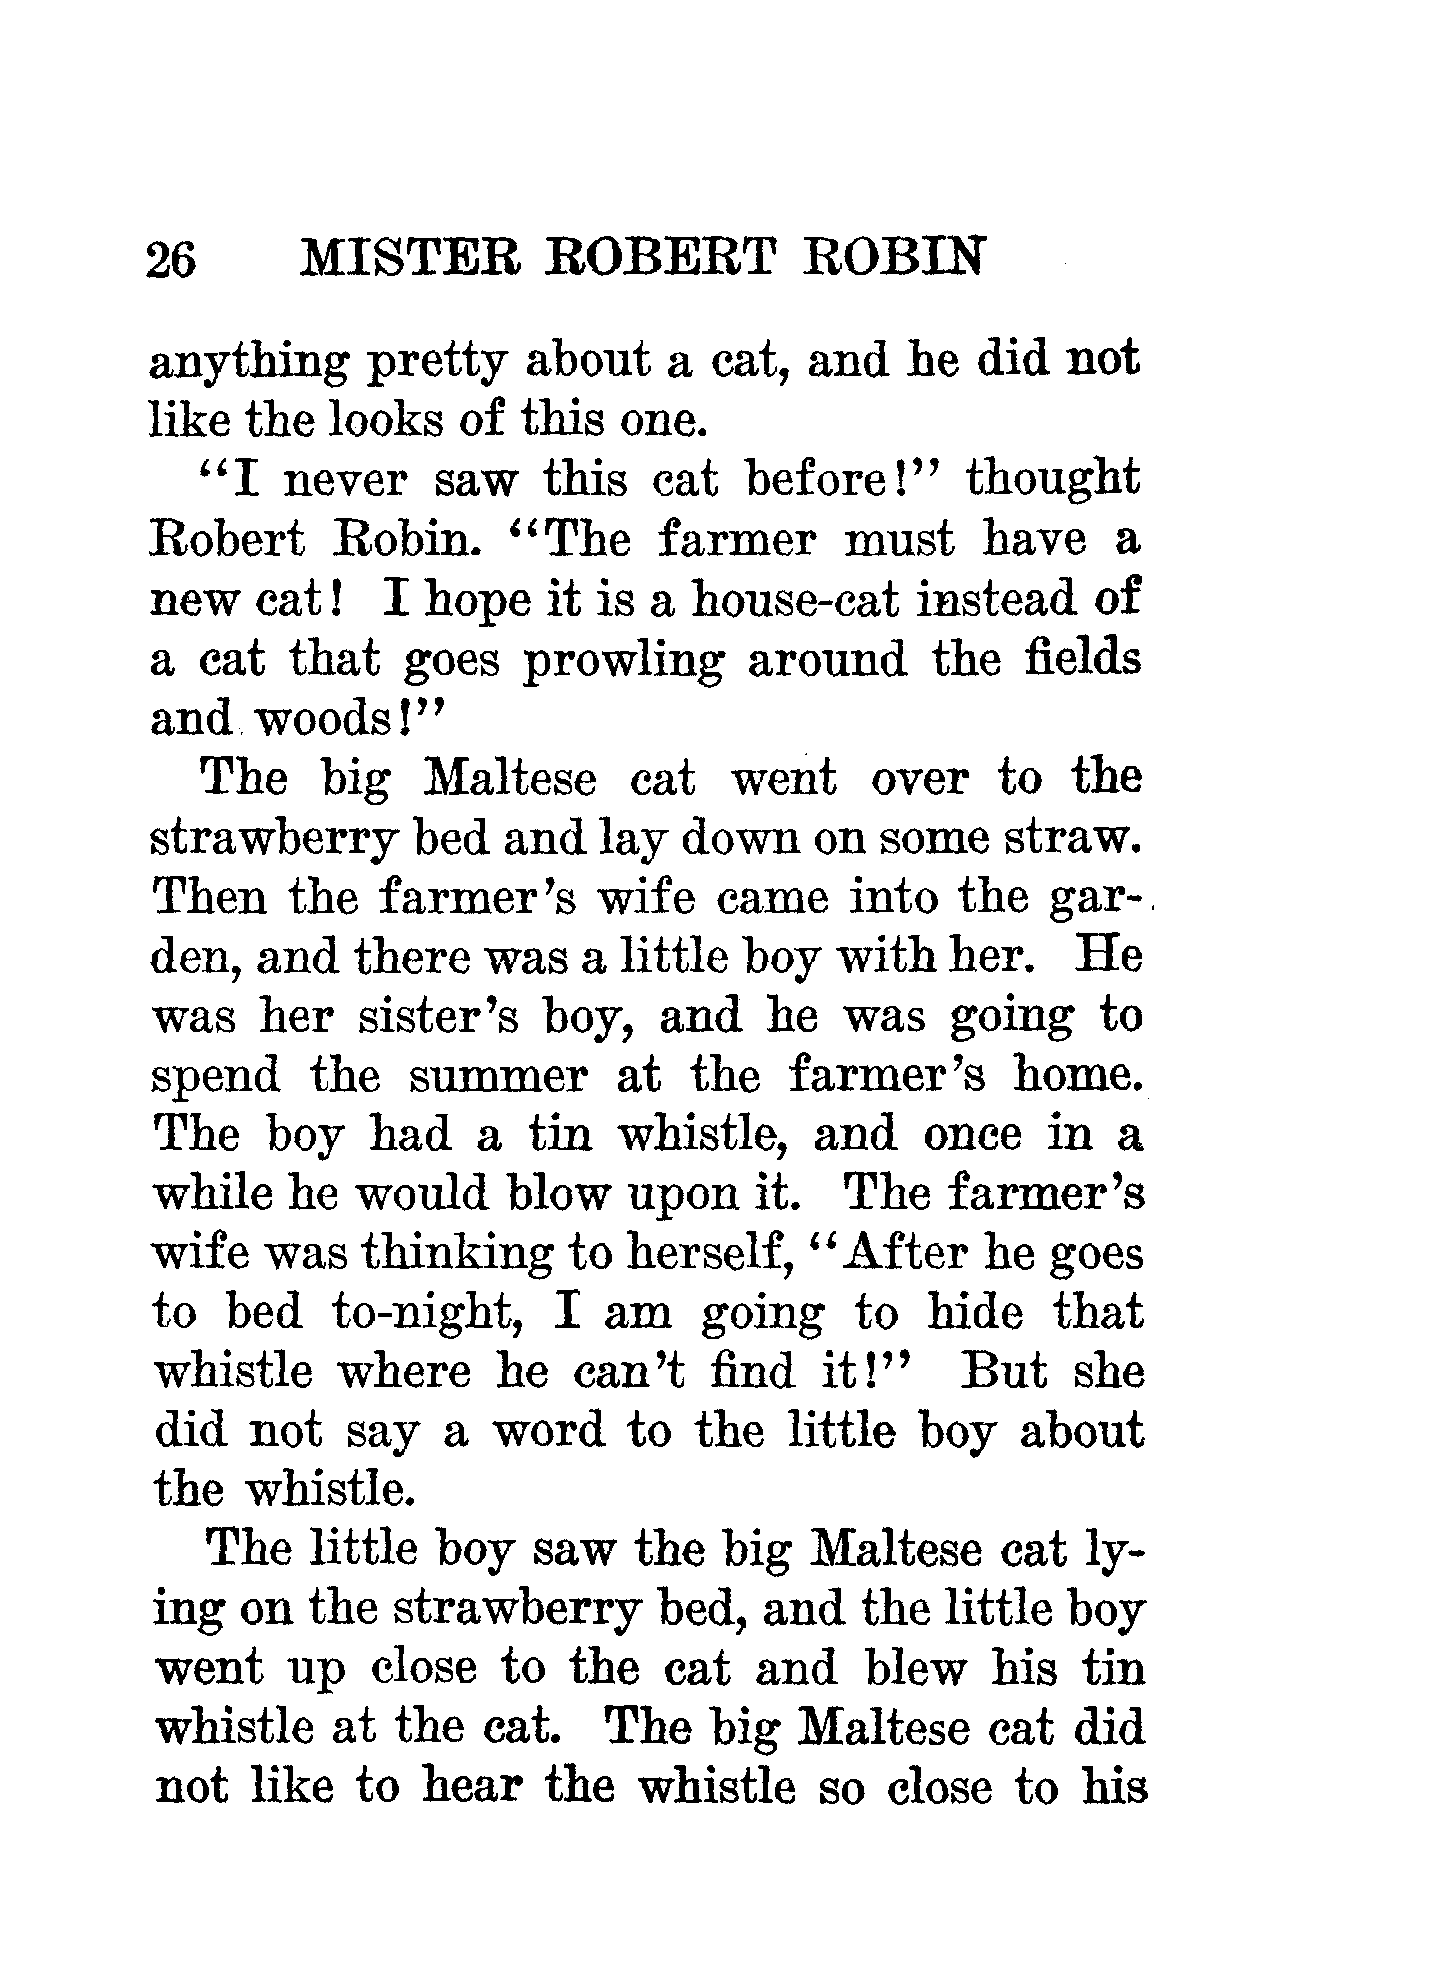 26 MISTER ROBERT ROBIN
anything pretty about a cat, and he did not
like the looks of this one.
"I never saw this cat before!" thought
Robert Robin. "The farmer must have a
new cat! I hope it is a house-cat instead of
a cat that goes prowling around the fields
and woods!"
The big Maltese cat went over to the
strawberry bed and lay down on some straw.
Then the farmer's wife came into the gar-
den, and there was a little boy with her. He
was her sister's boy, and he was going to
spend the summer at the farmer's home.
The boy had a tin whistle, and once in a
while he would blow upon it. The farmer's
wife was thinking to herself, "After he goes
to bed to-night, I am going to hide that
whistle where he can't find it!" But she
did not say a word to the little boy about
the whistle.
The little boy saw the big Maltese cat ly-
ing on the strawberry bed, and the little boy
went up close to the cat and blew his tin
whistle at the cat. The big Maltese cat did
not like to hear the whistle so close to his